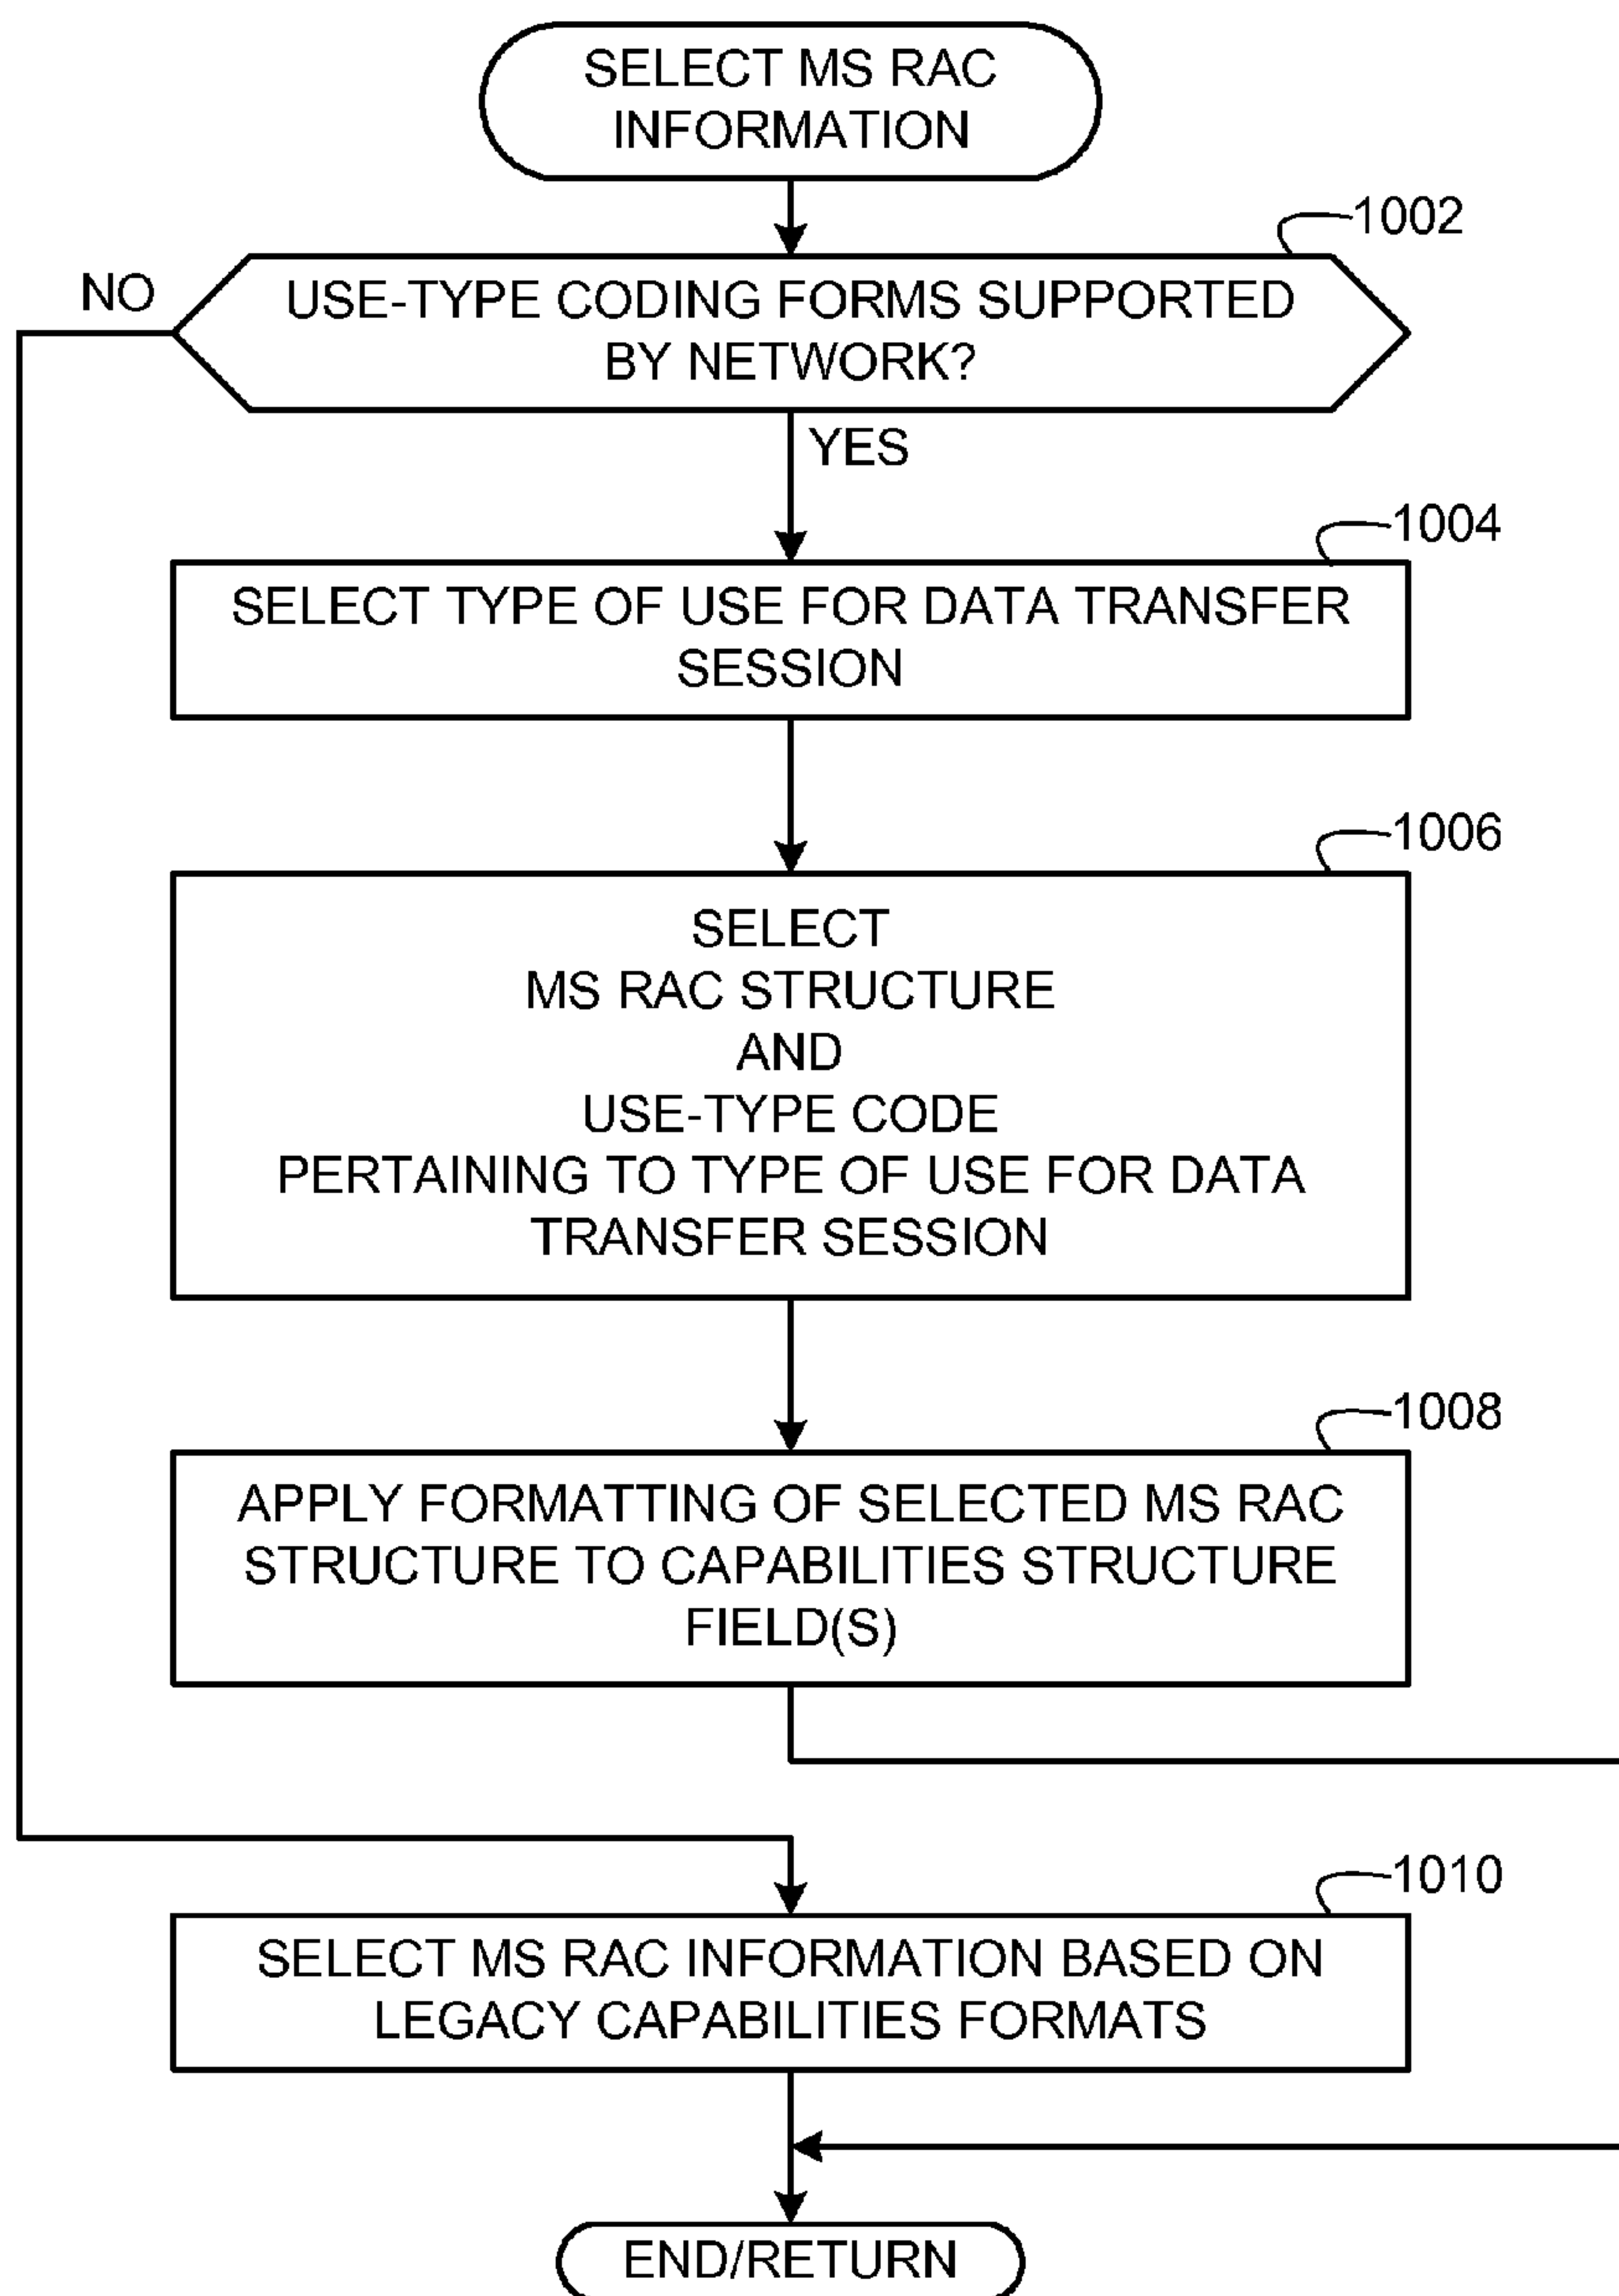 SELECT MS RAC
INFORMATION
1002
NO
USE-TYPE CODING FORMS SUPPORTED
BY NETWORK?
YES
1004
SELECT TYPE OF USE FOR DATA TRANSFER
SESSION
1006
SELECT
MS RAC STRUCTURE
AND
USE-TYPE CODE
PERTAINING TO TYPE OF USE FOR DATA
TRANSFER SESSION
1008
APPLY FORMATTING OF SELECTED MS RAC
STRUCTURE TO CAPABILITIES STRUCTURE
FIELD(S)
1010
SELECT MS RAC INFORMATION BASED ON
LEGACY CAPABILITIES FORMATS
END/RETURN